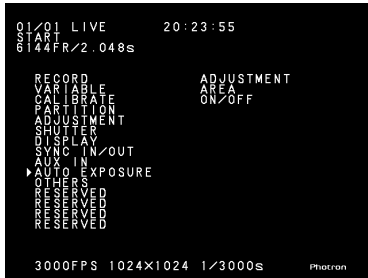 01/01 LIVE 20:23:55
START
6144FR/2.048s
RECORD ADJUSTMENT
VARIABLE AREA
CALIBRATE ON/OFF
PARTITION
ADJUSTMENT
SHUTTER
DISPLAY
SYNC IN/OUT
AUX IN
▶AUTO EXPOSURE
OTHERS
RESERVED
RESERVED
RESERVED
RESERVED
3000FPS 1024×1024 1/3000s Photron